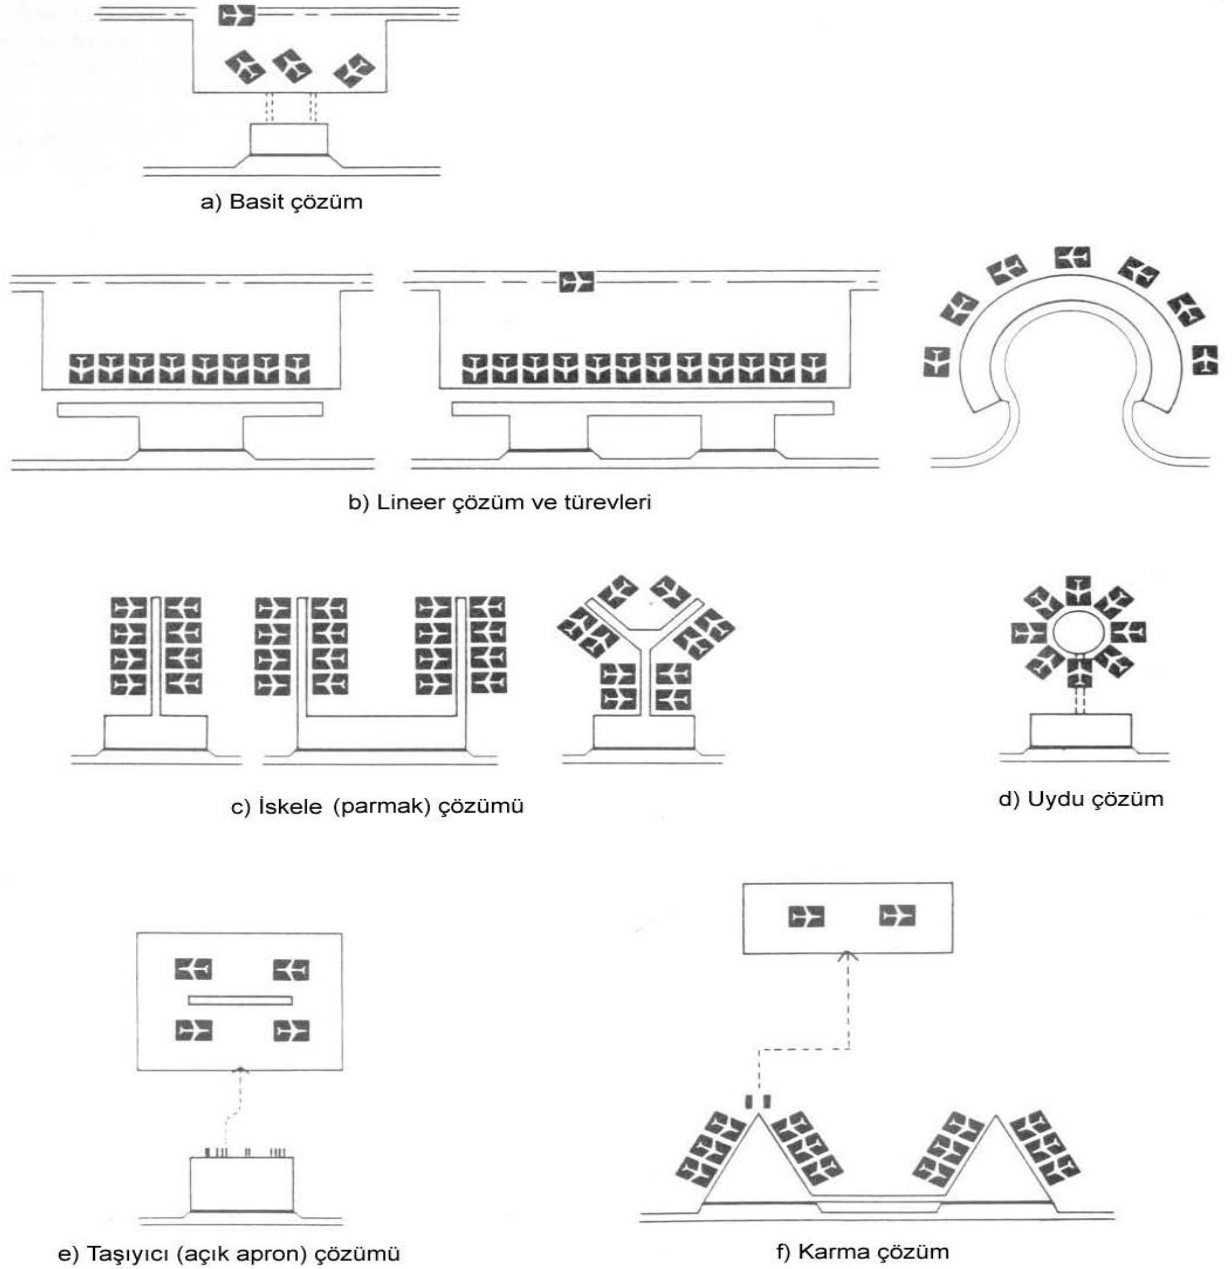 a) Basit çözüm
b) Lineer çözüm ve türevleri
c) İskele (parmak) çözümü
d) Uydu çözüm
e) Taşıyıcı (açık apron) çözümü
f) Karma çözüm